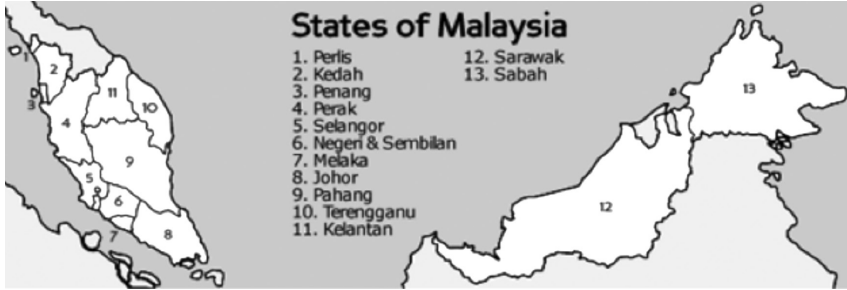 States of Malaysia
1. Perlis
2. Kedah
3. Penang
4. Perak
5. Selangor
6. Negeri & Sembilan
7. Melaka
8. Johor
9. Pahang
10. Terengganu
11. Kelantan
12. Sarawak
13. Sabah
1
2
3
4
11
10
9
5
6
7
8
12
13